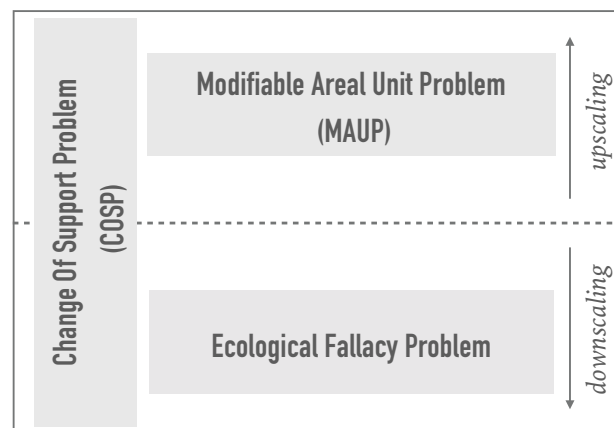 Change Of Support Problem
(COSP)
Modifiable Areal Unit Problem
(MAUP)
upscaling
Ecological Fallacy Problem
downscaling